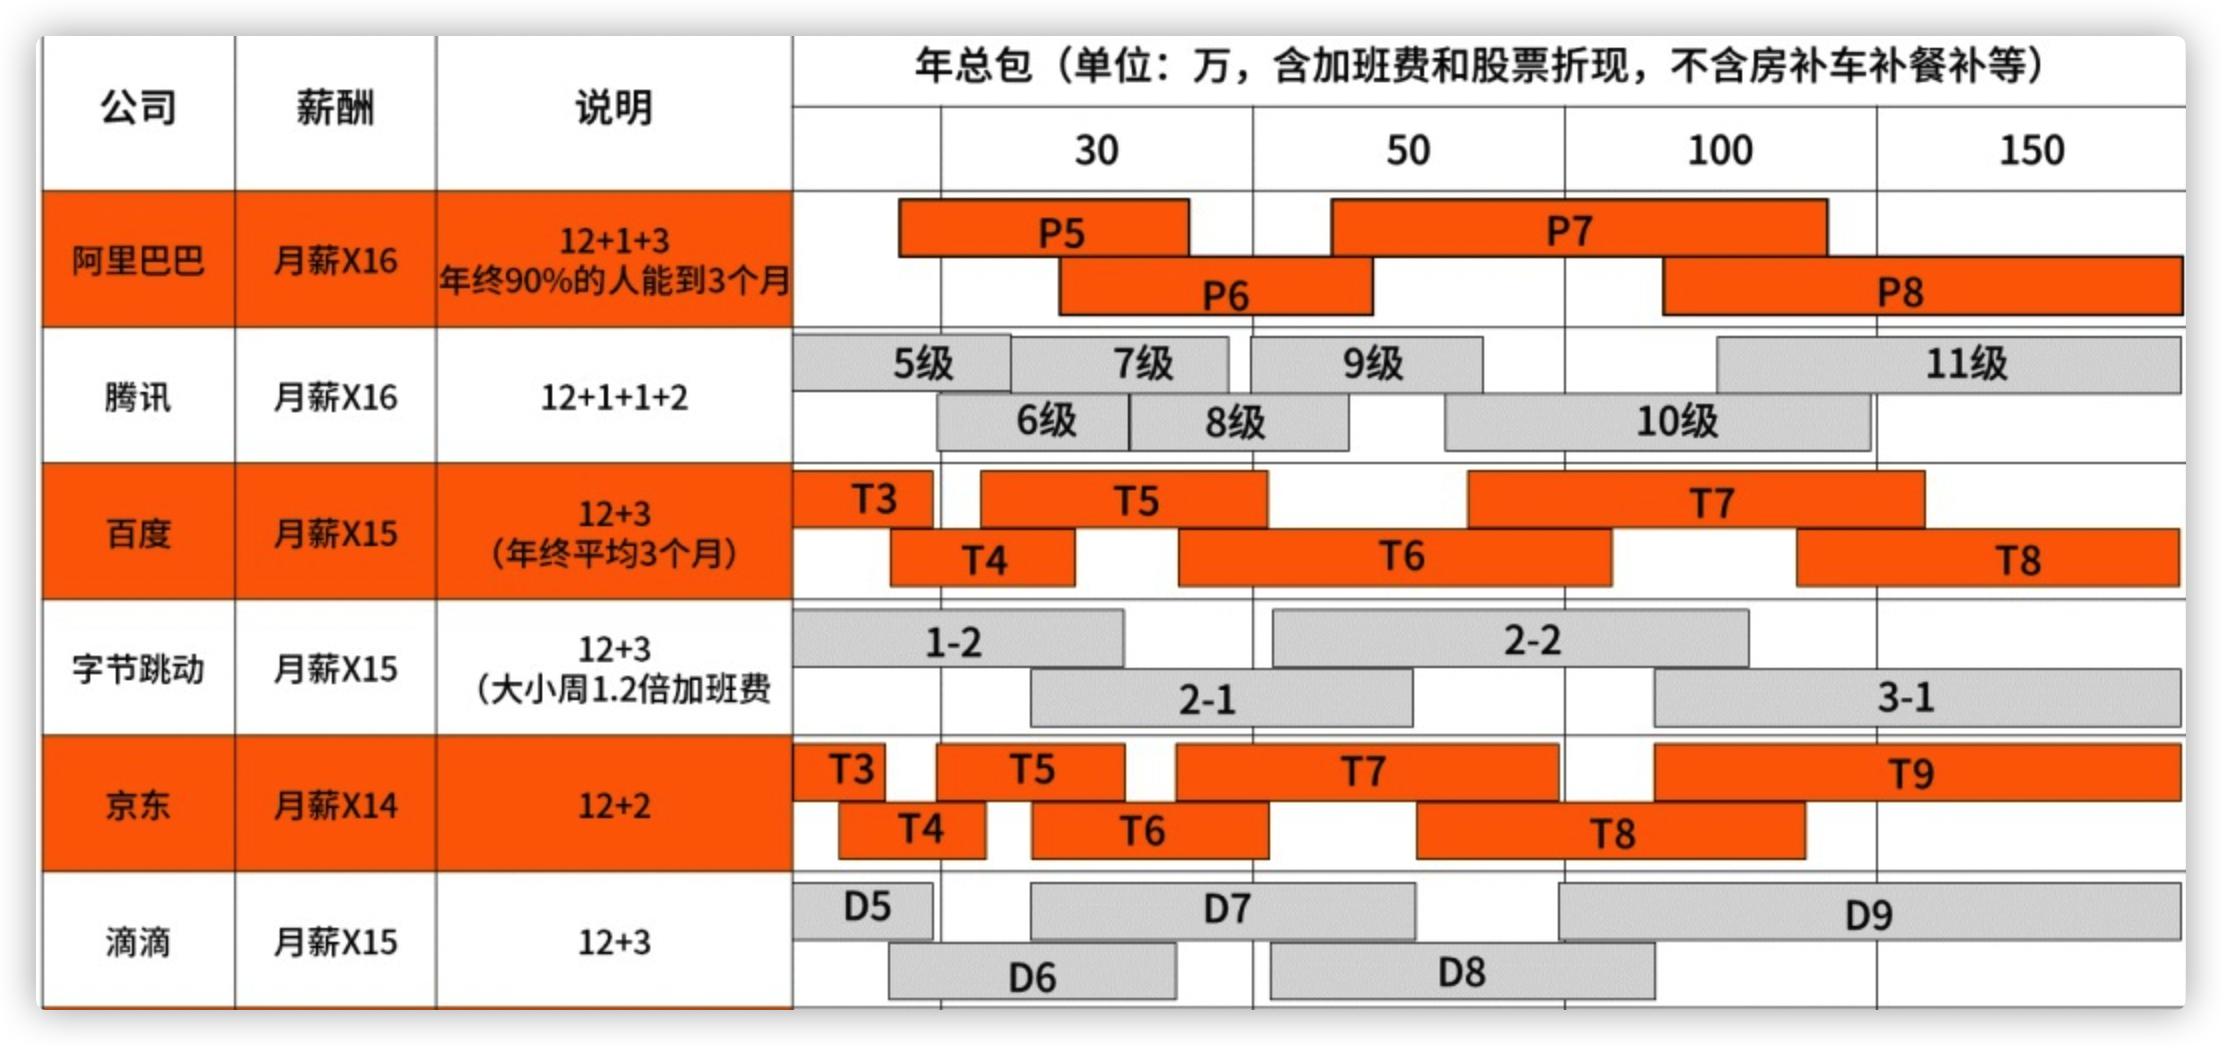 公司
薪酬
说明
年总包（单位：万，含加班费和股票折现，不含房补车补餐补等）
30
50
100
150
阿里巴巴
月薪X16
12+1+3
年终90%的人能到3个月
P5
P7
P6
P8
腾讯
月薪X16
12+1+1+2
5级
7级
9级
11级
6级
8级
10级
百度
月薪X15
12+3
（年终平均3个月）
T3
T5
T7
T4
T6
T8
字节跳动
月薪X15
12+3
（大小周1.2倍加班费
1-2
2-2
2-1
3-1
京东
月薪X14
12+2
T3
T5
T7
T9
T4
T6
T8
滴滴
月薪X15
12+3
D5
D7
D9
D6
D8